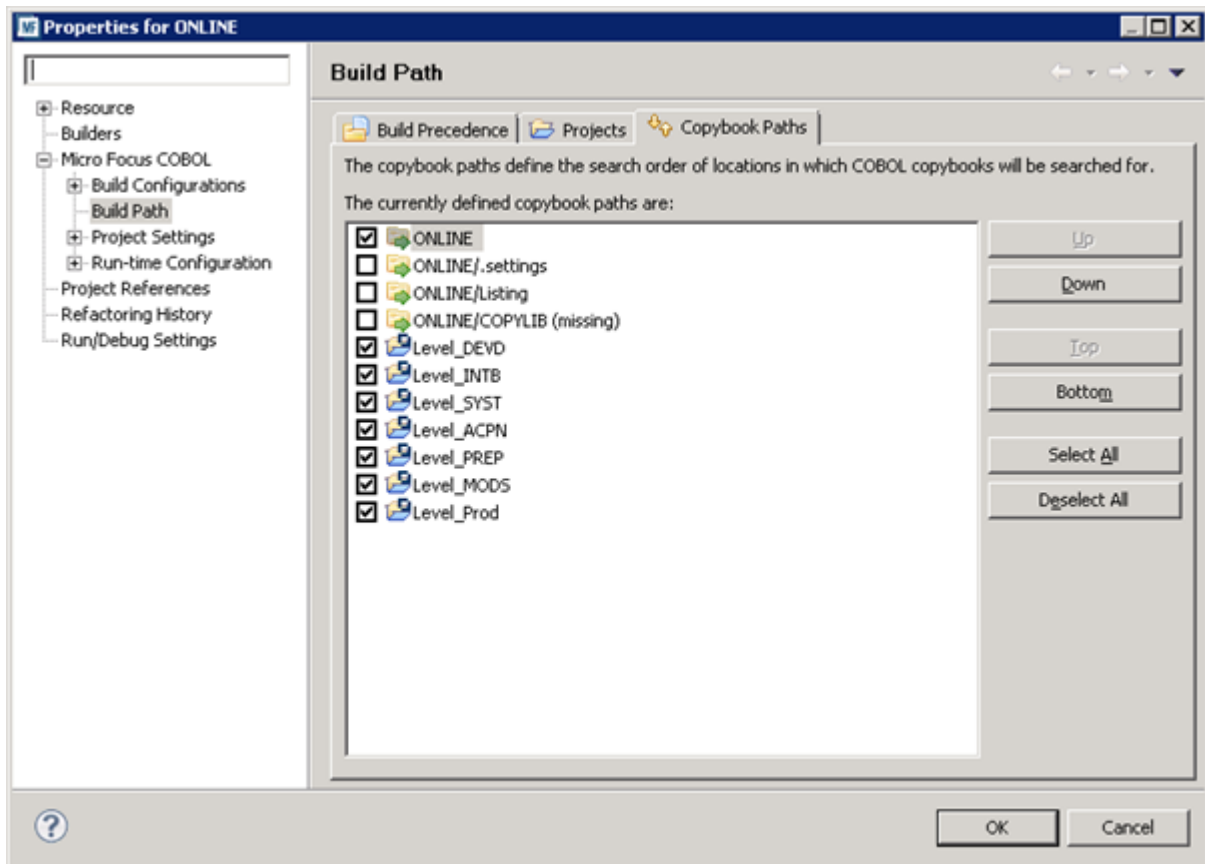 Properties for ONLINE
Build Path
Resource
Builders
Micro Focus COBOL
Build Configurations
Build Path
Project Settings
Run-time Configuration
Project References
Refactoring History
Run/Debug Settings
Build Precedence
Projects
Copybook Paths
The copybook paths define the search order of locations in which COBOL copybooks will be searched for.
The currently defined copybook paths are:
ONLINE
ONLINE/.settings
ONLINE/Listing
ONLINE/COPYLIB (missing)
Level_DEVD
Level_INTB
Level_SYST
Level_ACPN
Level_PREP
Level_MODS
Level_Prod
Up
Down
Top
Bottom
Select All
Deselect All
OK
Cancel